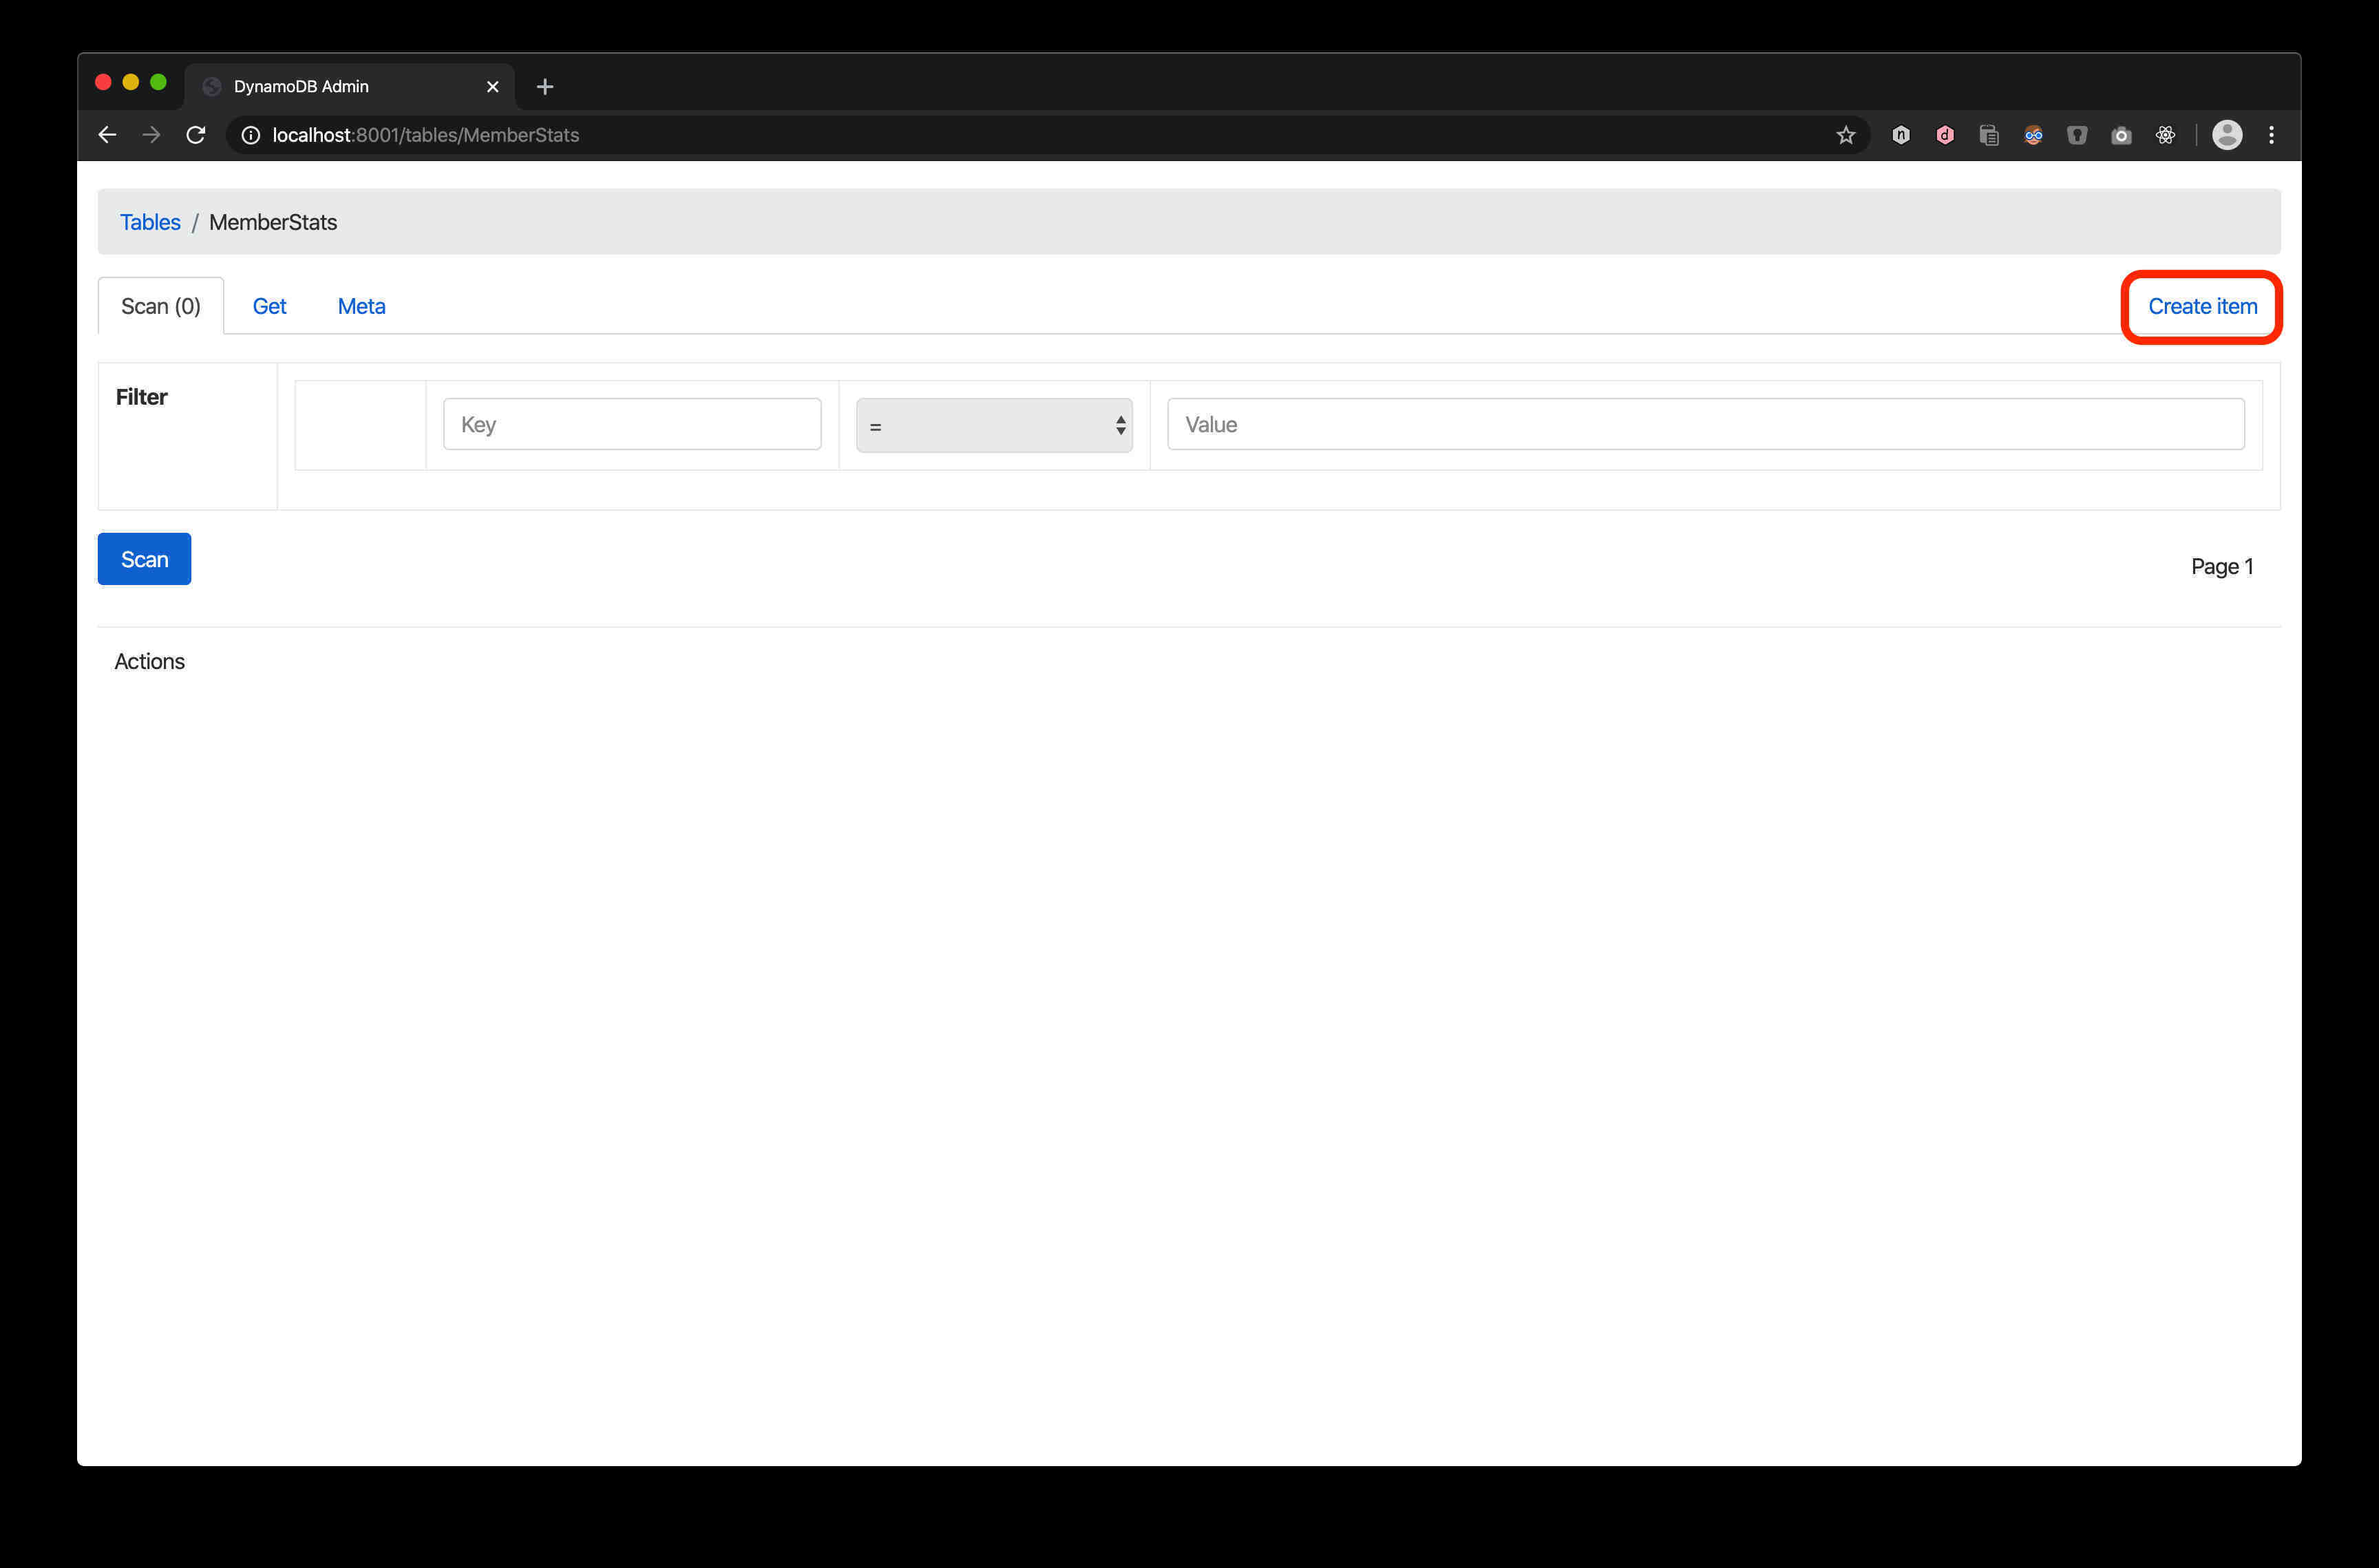 DynamoDB Admin
localhost:8001/tables/MemberStats
Tables / MemberStats
Scan (0) Get Meta Create item
Filter Key = Value
Scan Page 1
Actions